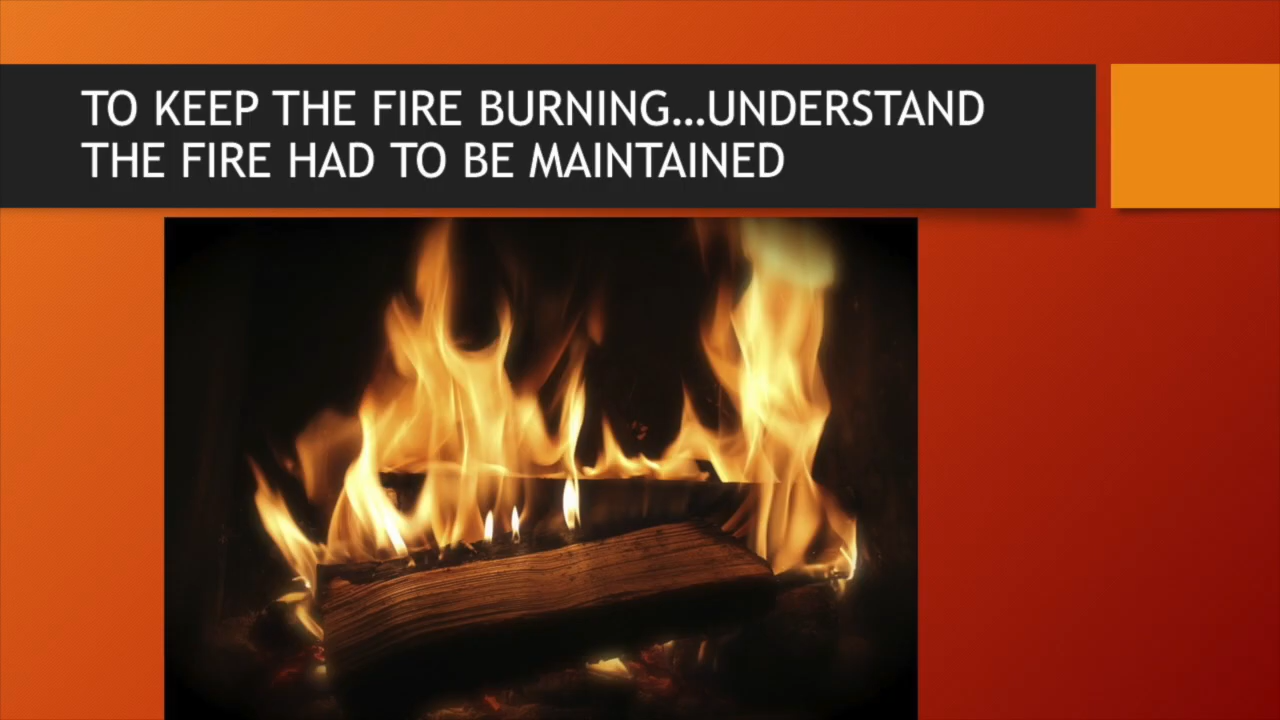 TO KEEP THE FIRE BURNING…UNDERSTAND
THE FIRE HAD TO BE MAINTAINED